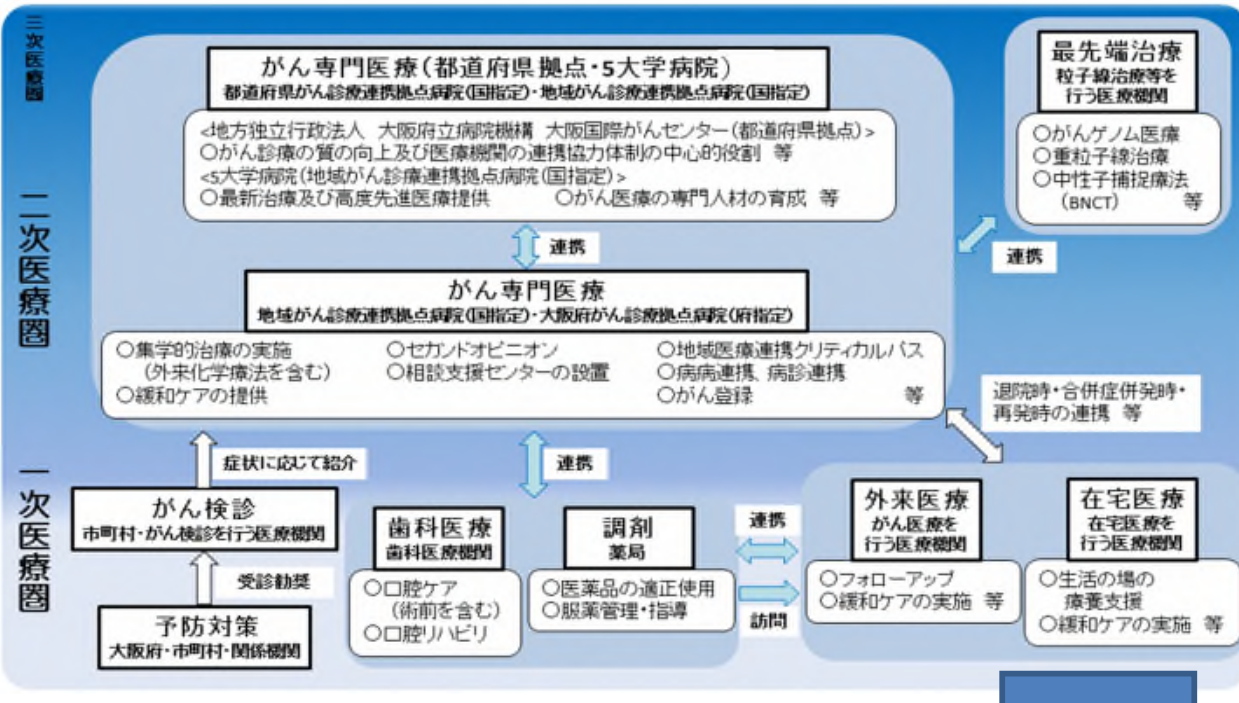 三次医療圏
がん専門医療(都道府県拠点・5大学病院)
都道府県がん診療連携拠点病院(国指定)・地域がん診療連携拠点病院(国指定)
<地方独立行政法人 大阪府立病院機構 大阪国際がんセンター(都道府県拠点)>
○がん診療の質の向上及び医療機関の連携協力体制の中心的役割 等
<5大学病院(地域がん診療連携拠点病院(国指定)>
○最新治療及び高度先進医療提供 ○がん医療の専門人材の育成 等
最先端治療
粒子線治療等を
行う医療機関
○がんゲノム医療
○重粒子線治療
○中性子捕捉療法
(BNCT) 等
連携
連携
二次医療圏
がん専門医療
地域がん診療連携拠点病院(国指定)・大阪府がん診療拠点病院(府指定)
○集学的治療の実施
(外来化学療法を含む)
○緩和ケアの提供
○セカンドオピニオン
○相談支援センターの設置
○地域医療連携クリティカルパス
○病病連携、病診連携
○がん登録 等
退院時・合併症併発時・
再発時の連携 等
症状に応じて紹介
連携
一次医療圏
がん検診
市町村・がん検診を行う医療機関
受診勧奨
予防対策
大阪府・市町村・関係機関
歯科医療
歯科医療機関
○口腔ケア
(術前を含む)
○口腔リハビリ
調剤
薬局
○医薬品の適正使用
○服薬管理・指導
連携
訪問
外来医療
がん医療を
行う医療機関
○フォローアップ
○緩和ケアの実施 等
在宅医療
在宅医療を
行う医療機関
○生活の場の
療養支援
○緩和ケアの実施 等